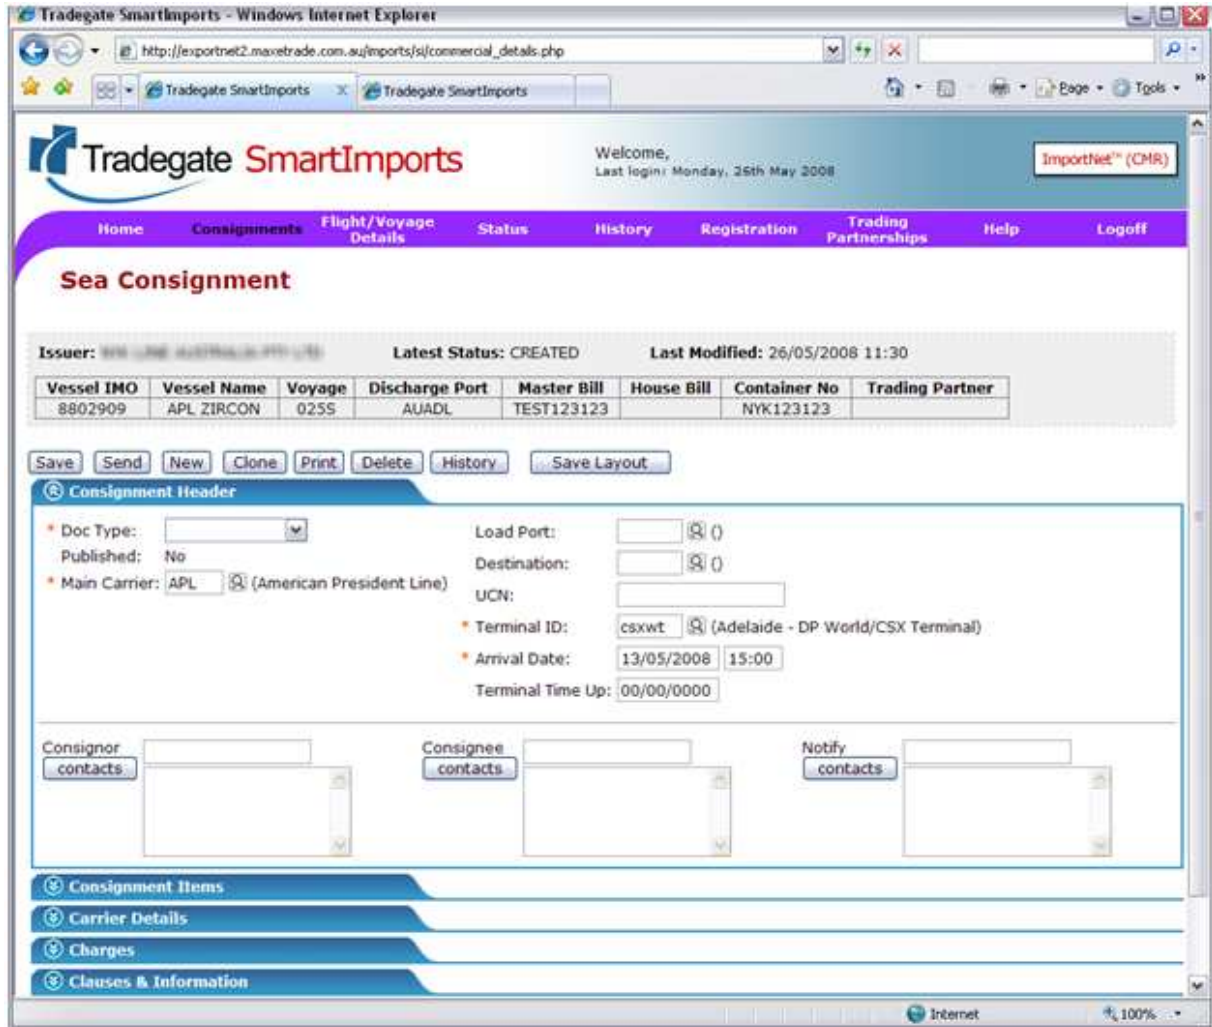 Tradegate SmartImports - Windows Internet Explorer
http://exportnet2.maxetrade.com.au/imports/si/commercial_details.php
Tradegate SmartImports X Tradegate SmartImports Page Tools
Tradegate SmartImports
Welcome,
Last login: Monday, 26th May 2008
ImportNet™ (CMR)
Home Consignments Flight/Voyage Details Status History Registration Trading Partnerships Help Logoff
Sea Consignment
Issuer: Latest Status: CREATED Last Modified: 26/05/2008 11:30
Vessel IMO Vessel Name Voyage Discharge Port Master Bill House Bill Container No Trading Partner
8802909 APL ZIRCON 025S AUADL TEST123123 NYK123123
Save Send New Clone Print Delete History Save Layout
Consignment Header
* Doc Type:
Published: No
* Main Carrier: APL (American President Line)
Load Port: ()
Destination: ()
UCN:
* Terminal ID: csxwt (Adelaide - DP World/CSX Terminal)
* Arrival Date: 13/05/2008 15:00
Terminal Time Up: 00/00/0000
Consignor Consignee Notify
contacts contacts contacts
Consignment Items
Carrier Details
Charges
Clauses & Information
Internet 100%